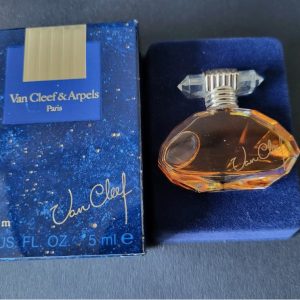 Van Cleef & Arpels
Paris
m
Van Cleef
US. FL. OZ. 5 ml e
Van Cleef